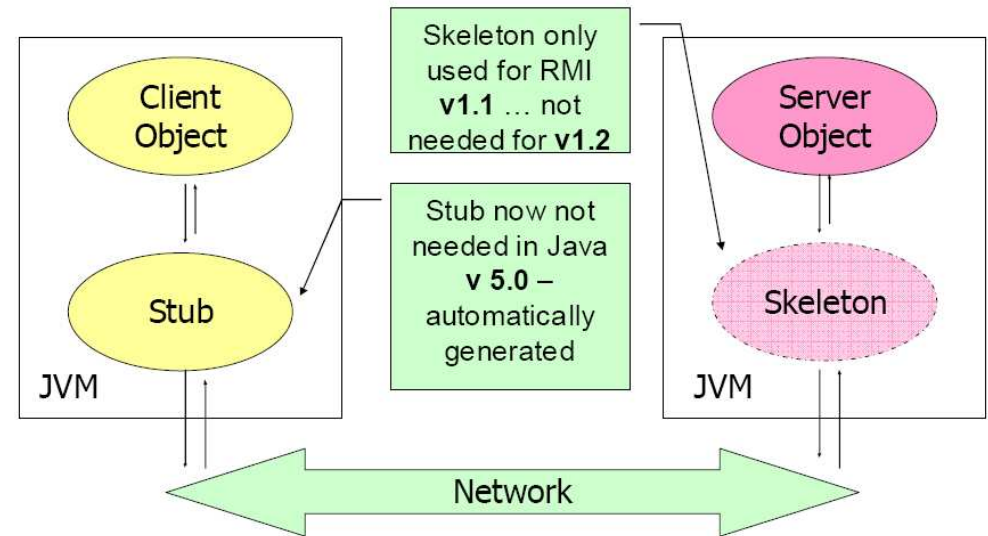 Client
Object
Stub
JVM
Skeleton only
used for RMI
v1.1 … not
needed for v1.2
Stub now not
needed in Java
v 5.0 –
automatically
generated
Server
Object
Skeleton
JVM
Network